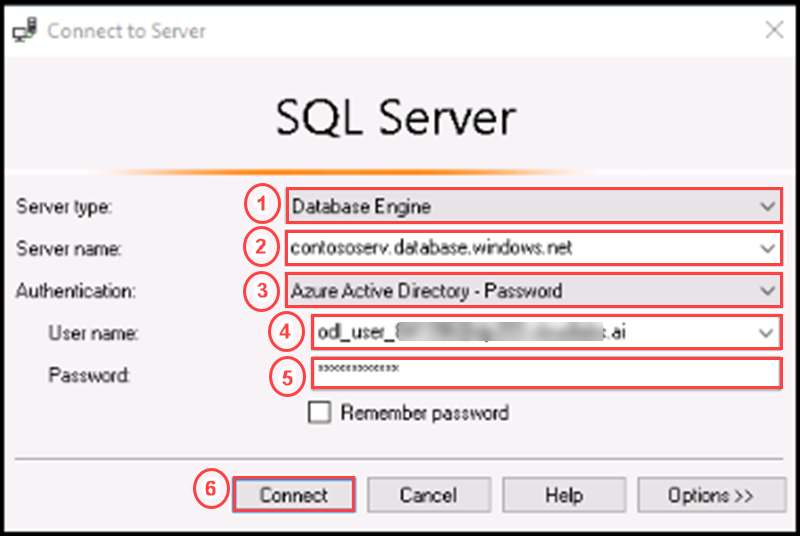 Connect to Server
SQL Server
Server type: 1 Database Engine
Server name: 2 contososerv.database.windows.net
Authentication: 3 Azure Active Directory - Password
User name: 4 odl_user_ .ai
Password: 5 ************
Remember password
6 Connect Cancel Help Options >>